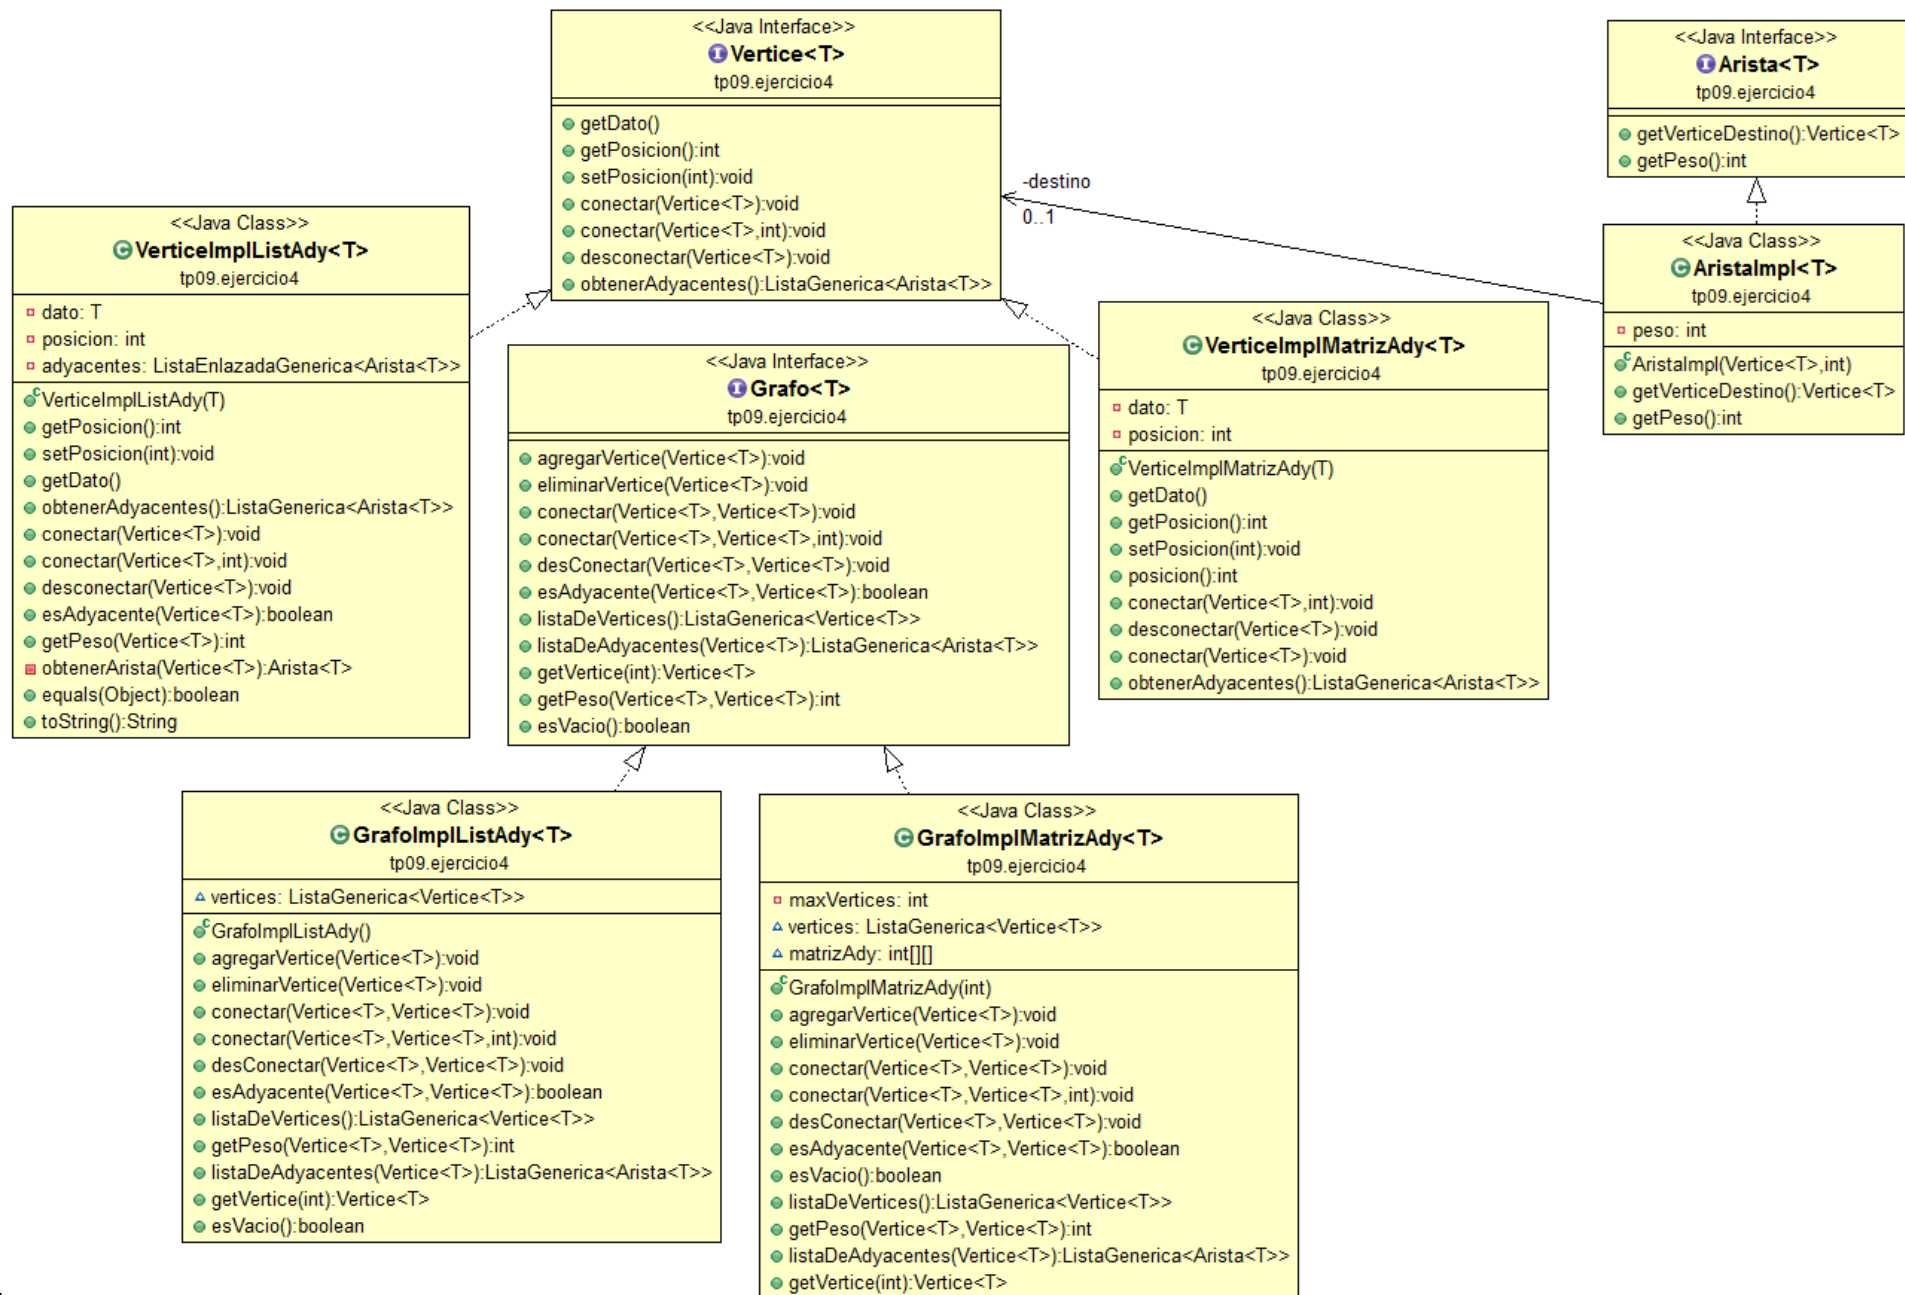 <<Java Interface>>
Vertice<T>
tp09.ejercicio4
getDato()
getPosicion():int
setPosicion(int):void
conectar(Vertice<T>):void
conectar(Vertice<T>,int):void
desconectar(Vertice<T>):void
obtenerAdyacentes():ListaGenerica<Arista<T>>
<<Java Interface>>
Arista<T>
tp09.ejercicio4
getVerticeDestino():Vertice<T>
getPeso():int
-destino
0..1
<<Java Class>>
VerticeImplListAdy<T>
tp09.ejercicio4
dato: T
posicion: int
adyacentes: ListaEnlazadaGenerica<Arista<T>>
VerticeImplListAdy(T)
getPosicion():int
setPosicion(int):void
getDato()
obtenerAdyacentes():ListaGenerica<Arista<T>>
conectar(Vertice<T>):void
conectar(Vertice<T>,int):void
desconectar(Vertice<T>):void
esAdyacente(Vertice<T>):boolean
getPeso(Vertice<T>):int
obtenerArista(Vertice<T>):Arista<T>
equals(Object):boolean
toString():String
<<Java Interface>>
Grafo<T>
tp09.ejercicio4
agregarVertice(Vertice<T>):void
eliminarVertice(Vertice<T>):void
conectar(Vertice<T>,Vertice<T>):void
conectar(Vertice<T>,Vertice<T>,int):void
desConectar(Vertice<T>,Vertice<T>):void
esAdyacente(Vertice<T>,Vertice<T>):boolean
listaDeVertices():ListaGenerica<Vertice<T>>
listaDeAdyacentes(Vertice<T>):ListaGenerica<Arista<T>>
getVertice(int):Vertice<T>
getPeso(Vertice<T>,Vertice<T>):int
esVacio():boolean
<<Java Class>>
VerticeImplMatrizAdy<T>
tp09.ejercicio4
dato: T
posicion: int
VerticeImplMatrizAdy(T)
getDato()
getPosicion():int
setPosicion(int):void
posicion():int
conectar(Vertice<T>,int):void
desconectar(Vertice<T>):void
conectar(Vertice<T>):void
obtenerAdyacentes():ListaGenerica<Arista<T>>
<<Java Class>>
AristaImpl<T>
tp09.ejercicio4
peso: int
AristaImpl(Vertice<T>,int)
getVerticeDestino():Vertice<T>
getPeso():int
<<Java Class>>
GrafoImplListAdy<T>
tp09.ejercicio4
vertices: ListaGenerica<Vertice<T>>
GrafoImplListAdy()
agregarVertice(Vertice<T>):void
eliminarVertice(Vertice<T>):void
conectar(Vertice<T>,Vertice<T>):void
conectar(Vertice<T>,Vertice<T>,int):void
desConectar(Vertice<T>,Vertice<T>):void
esAdyacente(Vertice<T>,Vertice<T>):boolean
listaDeVertices():ListaGenerica<Vertice<T>>
getPeso(Vertice<T>,Vertice<T>):int
listaDeAdyacentes(Vertice<T>):ListaGenerica<Arista<T>>
getVertice(int):Vertice<T>
esVacio():boolean
<<Java Class>>
GrafoImplMatrizAdy<T>
tp09.ejercicio4
maxVertices: int
vertices: ListaGenerica<Vertice<T>>
matrizAdy: int[][]
GrafoImplMatrizAdy(int)
agregarVertice(Vertice<T>):void
eliminarVertice(Vertice<T>):void
conectar(Vertice<T>,Vertice<T>):void
conectar(Vertice<T>,Vertice<T>,int):void
desConectar(Vertice<T>,Vertice<T>):void
esAdyacente(Vertice<T>,Vertice<T>):boolean
esVacio():boolean
listaDeVertices():ListaGenerica<Vertice<T>>
getPeso(Vertice<T>,Vertice<T>):int
listaDeAdyacentes(Vertice<T>):ListaGenerica<Arista<T>>
getVertice(int):Vertice<T>